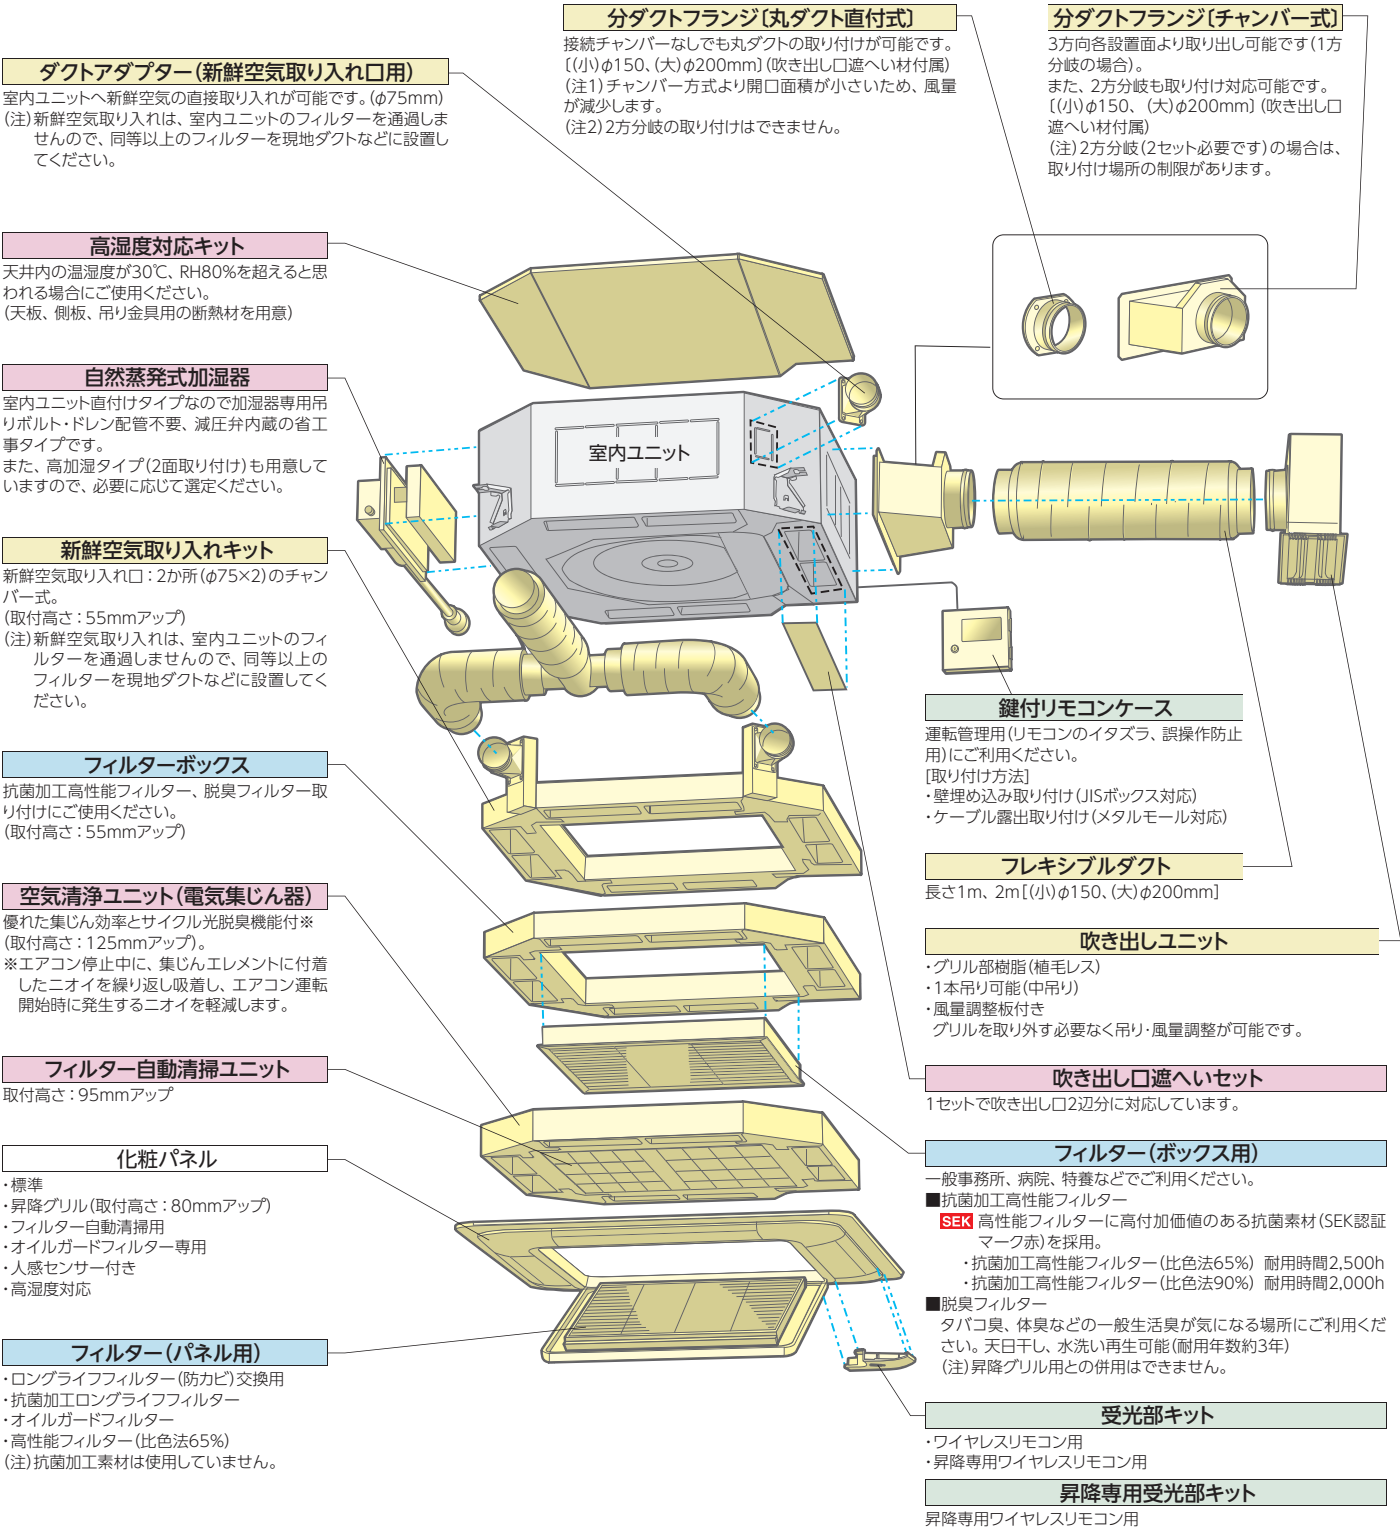 分ダクトフランジ〔丸ダクト直付式〕
接続チャンバーなしでも丸ダクトの取り付けが可能です。
〔(小)φ150、(大)φ200mm〕(吹き出し口遮へい材付属)
(注1)チャンバー方式より開口面積が小さいため、風量
が減少します。
(注2)2方分岐の取り付けはできません。
分ダクトフランジ〔チャンバー式〕
3方向各設置面より取り出し可能です(1方
分岐の場合)。
また、2方分岐も取り付け対応可能です。
〔(小)φ150、(大)φ200mm〕(吹き出し口
遮へい材付属)
(注)2方分岐(2セット必要です)の場合は、
取り付け場所の制限があります。
ダクトアダプター(新鮮空気取り入れ口用)
室内ユニットへ新鮮空気の直接取り入れが可能です。(φ75mm)
(注)新鮮空気取り入れは、室内ユニットのフィルターを通過しま
せんので、同等以上のフィルターを現地ダクトなどに設置し
てください。
高湿度対応キット
天井内の温湿度が30℃、RH80%を超えると思
われる場合にご使用ください。
(天板、側板、吊り金具用の断熱材を用意)
自然蒸発式加湿器
室内ユニット直付けタイプなので加湿器専用吊
りボルト・ドレン配管不要、減圧弁内蔵の省工
事タイプです。
また、高加湿タイプ(2面取り付け)も用意して
いますので、必要に応じて選定ください。
室内ユニット
新鮮空気取り入れキット
新鮮空気取り入れ口：2か所(φ75×2)のチャン
バー式。
(取付高さ：55mmアップ)
(注)新鮮空気取り入れは、室内ユニットのフィ
ルターを通過しませんので、同等以上の
フィルターを現地ダクトなどに設置してく
ださい。
フィルターボックス
抗菌加工高性能フィルター、脱臭フィルター取
り付けにご使用ください。
(取付高さ：55mmアップ)
空気清浄ユニット(電気集じん器)
優れた集じん効率とサイクル光脱臭機能付※
(取付高さ：125mmアップ)。
※エアコン停止中に、集じんエレメントに付着
したニオイを繰り返し吸着し、エアコン運転
開始時に発生するニオイを軽減します。
フィルター自動清掃ユニット
取付高さ：95mmアップ
化粧パネル
・標準
・昇降グリル(取付高さ：80mmアップ)
・フィルター自動清掃用
・オイルガードフィルター専用
・人感センサー付き
・高湿度対応
フィルター(パネル用)
・ロングライフフィルター(防カビ)交換用
・抗菌加工ロングライフフィルター
・オイルガードフィルター
・高性能フィルター(比色法65%)
(注)抗菌加工素材は使用していません。
鍵付リモコンケース
運転管理用(リモコンのイタズラ、誤操作防止
用)にご利用ください。
[取り付け方法]
・壁埋め込み取り付け(JISボックス対応)
・ケーブル露出取り付け(メタルモール対応)
フレキシブルダクト
長さ1m、2m[(小)φ150、(大)φ200mm]
吹き出しユニット
・グリル部樹脂(植毛レス)
・1本吊り可能(中吊り)
・風量調整板付き
グリルを取り外す必要なく吊り・風量調整が可能です。
吹き出し口遮へいセット
1セットで吹き出し口2辺分に対応しています。
フィルター(ボックス用)
一般事務所、病院、特養などでご利用ください。
■抗菌加工高性能フィルター
SEK 高性能フィルターに高付加価値のある抗菌素材(SEK認証
マーク赤)を採用。
・抗菌加工高性能フィルター(比色法65%) 耐用時間2,500h
・抗菌加工高性能フィルター(比色法90%) 耐用時間2,000h
■脱臭フィルター
タバコ臭、体臭などの一般生活臭が気になる場所にご利用くだ
さい。天日干し、水洗い再生可能(耐用年数約3年)
(注)昇降グリル用との併用はできません。
受光部キット
・ワイヤレスリモコン用
・昇降専用ワイヤレスリモコン用
昇降専用受光部キット
昇降専用ワイヤレスリモコン用